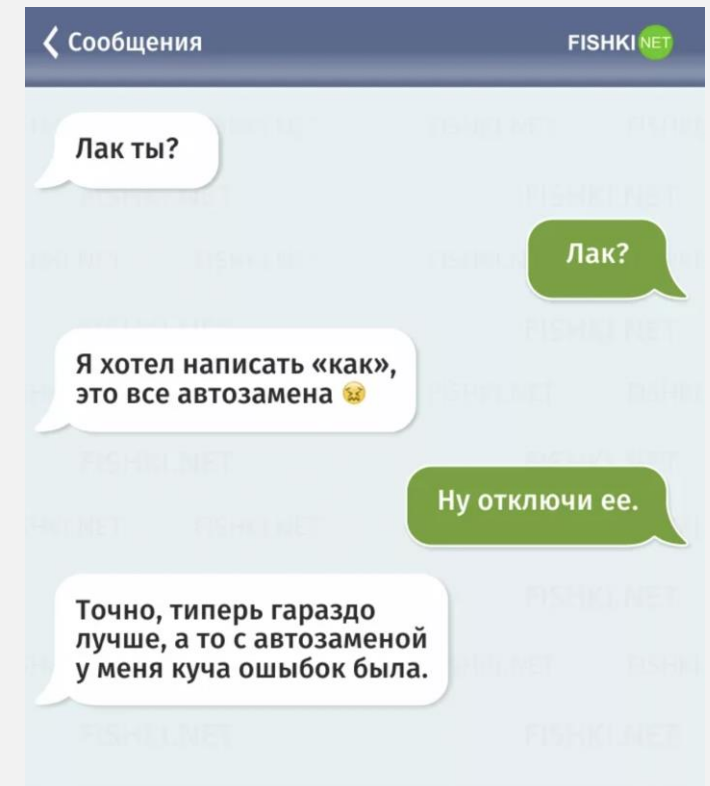 Сообщения
FISHKI NET
Лак ты?
Лак?
Я хотел написать «как»,
это все автозамена 😖
Ну отключи ее.
Точно, типерь гараздо
лучше, а то с автозаменой
у меня куча ошыбок была.